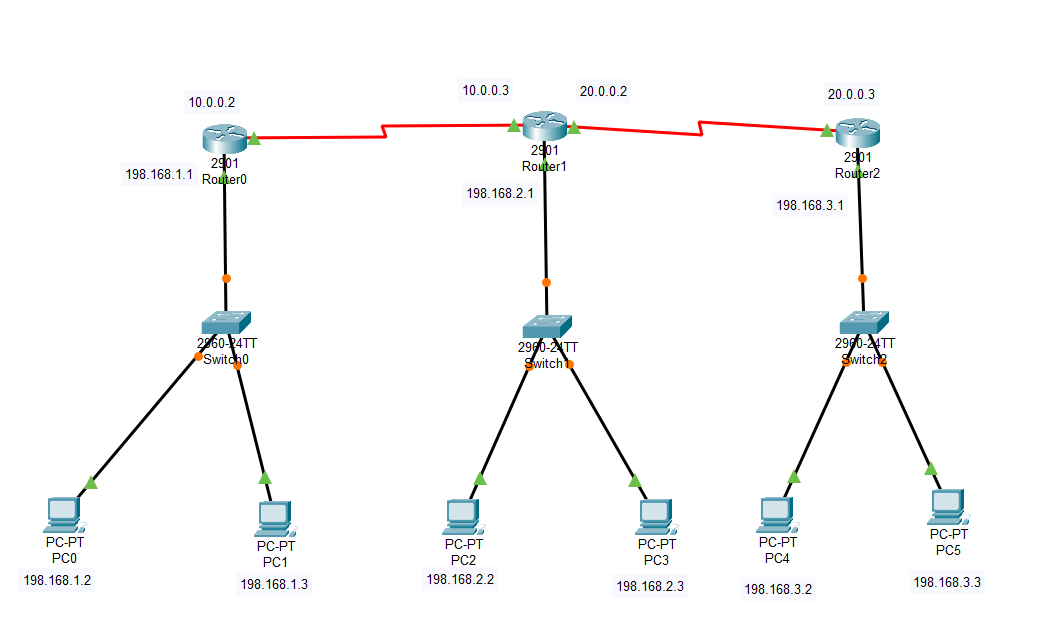 10.0.0.2
10.0.0.3
20.0.0.2
20.0.0.3
2901
Router0
2901
Router1
2901
Router2
198.168.1.1
198.168.2.1
198.168.3.1
2960-24TT
Switch0
2960-24TT
Switch1
2960-24TT
Switch2
PC-PT
PC0
PC-PT
PC1
PC-PT
PC2
PC-PT
PC3
PC-PT
PC4
PC-PT
PC5
198.168.1.2
198.168.1.3
198.168.2.2
198.168.2.3
198.168.3.2
198.168.3.3